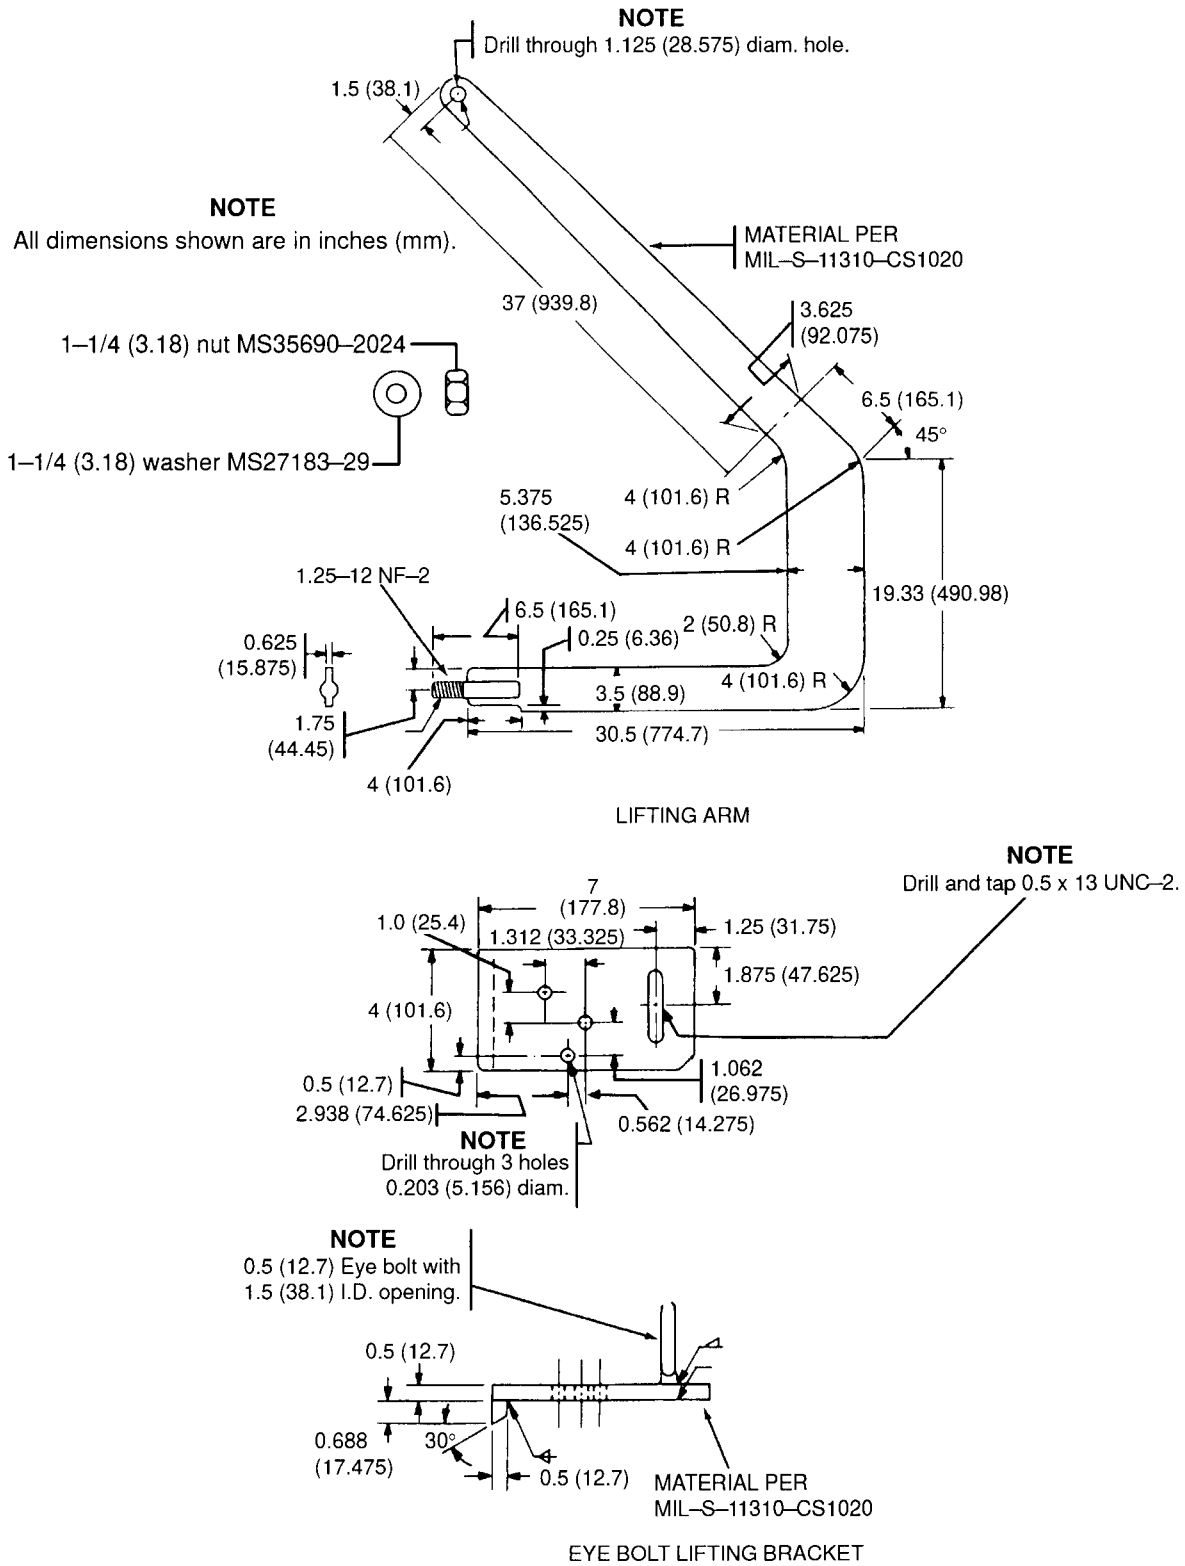 NOTE
Drill through 1.125 (28.575) diam. hole.
1.5 (38.1)
NOTE
All dimensions shown are in inches (mm).
MATERIAL PER
MIL–S–11310–CS1020
37 (939.8)
3.625
(92.075)
1–1/4 (3.18) nut MS35690–2024
6.5 (165.1)
45°
1–1/4 (3.18) washer MS27183–29
5.375
(136.525)
4 (101.6) R
4 (101.6) R
1.25–12 NF–2
19.33 (490.98)
6.5 (165.1)
0.25 (6.36)
2 (50.8) R
0.625
(15.875)
4 (101.6) R
3.5 (88.9)
1.75
(44.45)
30.5 (774.7)
4 (101.6)
LIFTING ARM
NOTE
Drill and tap 0.5 x 13 UNC–2.
7
(177.8)
1.0 (25.4)
1.312 (33.325)
1.25 (31.75)
1.875 (47.625)
4 (101.6)
0.5 (12.7)
1.062
(26.975)
2.938 (74.625)
0.562 (14.275)
NOTE
Drill through 3 holes
0.203 (5.156) diam.
NOTE
0.5 (12.7) Eye bolt with
1.5 (38.1) I.D. opening.
0.5 (12.7)
0.688
(17.475)
30°
0.5 (12.7)
MATERIAL PER
MIL–S–11310–CS1020
EYE BOLT LIFTING BRACKET